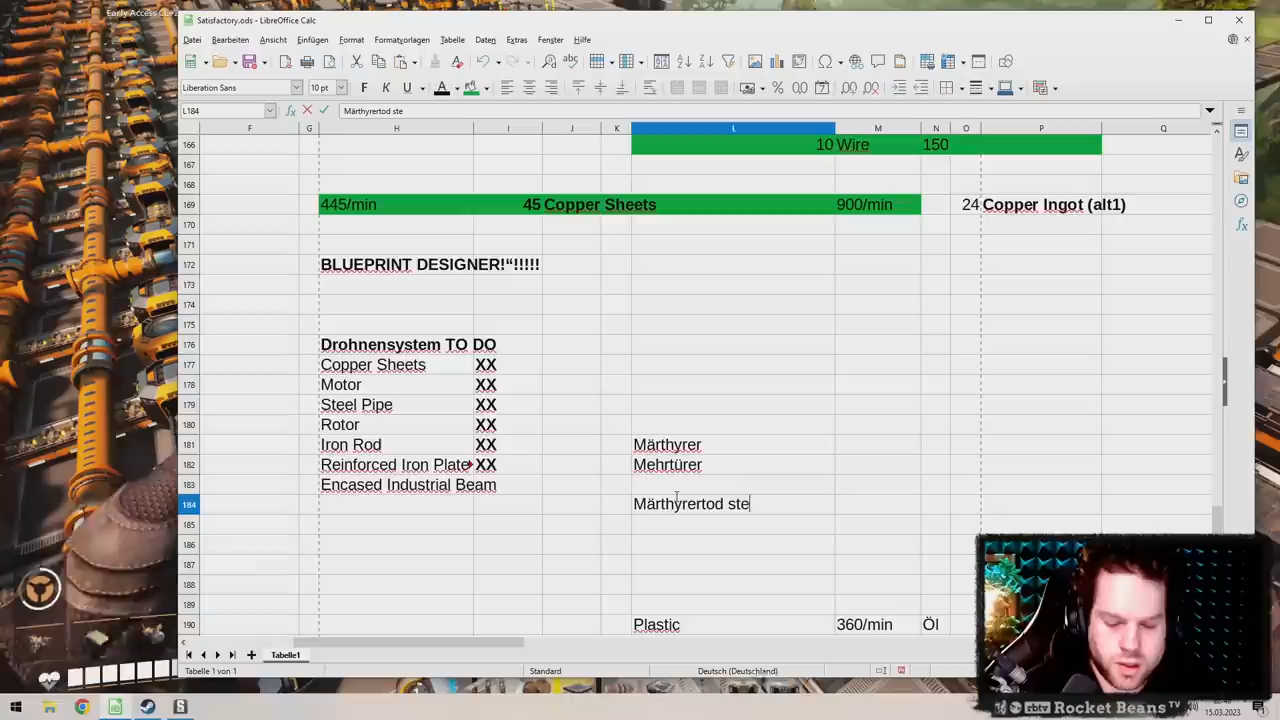 Early Access CL#2
Satisfactory.ods - LibreOffice Calc
Datei Bearbeiten Ansicht Einfügen Format Formatvorlagen Tabelle Daten Extras Fenster Hilfe
Liberation Sans 10 pt F K U
L184 Märthyrertod ste
F G H I J K L M N O P Q
166 10 Wire 150
167
168
169 445/min 45 Copper Sheets 900/min 24 Copper Ingot (alt1)
170
171
172 BLUEPRINT DESIGNER!“!!!!!
173
174
175
176 Drohnensystem TO DO
177 Copper Sheets XX
178 Motor XX
179 Steel Pipe XX
180 Rotor XX
181 Iron Rod XX Märthyrer
182 Reinforced Iron Plate XX Mehrtürer
183 Encased Industrial Beam
184 Märthyrertod ste
185
186
187
188
189
190 Plastic 360/min Öl
Tabelle1
Tabelle 1 von 1 Standard Deutsch (Deutschland)
rbtv Rocket Beans TV
15.03.2023